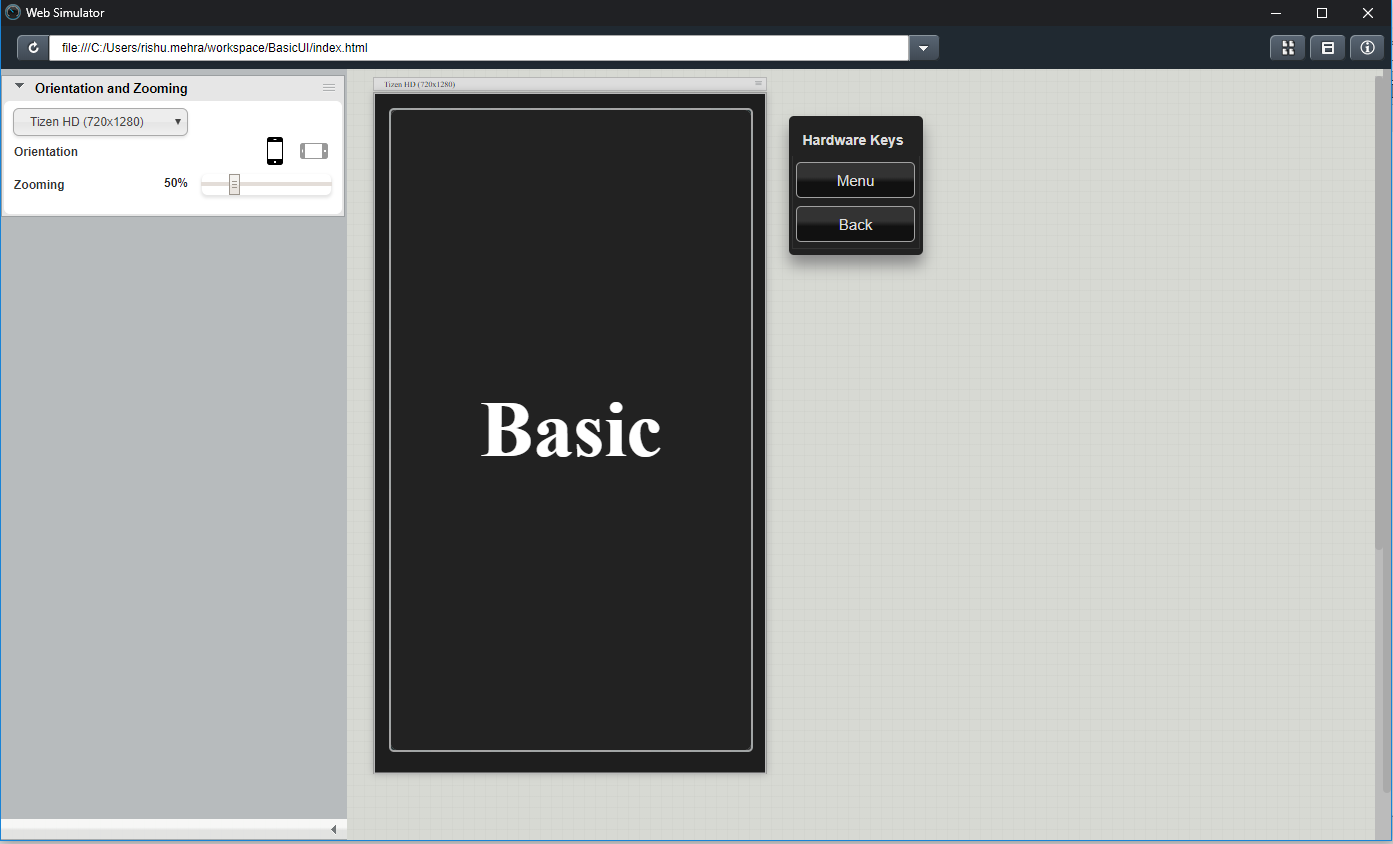 Web Simulator
file:///C:/Users/rishu.mehra/workspace/BasicUI/index.html
Orientation and Zooming
Tizen HD (720x1280)
Orientation
Zooming 50%
Tizen HD (720x1280)
Basic
Hardware Keys
Menu
Back